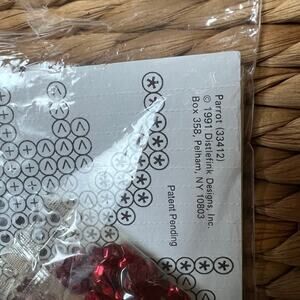 Parrot (33412)
© 1991 Distlefink Designs, Inc.
Box 358, Pelham, NY 10803
Patent Pending